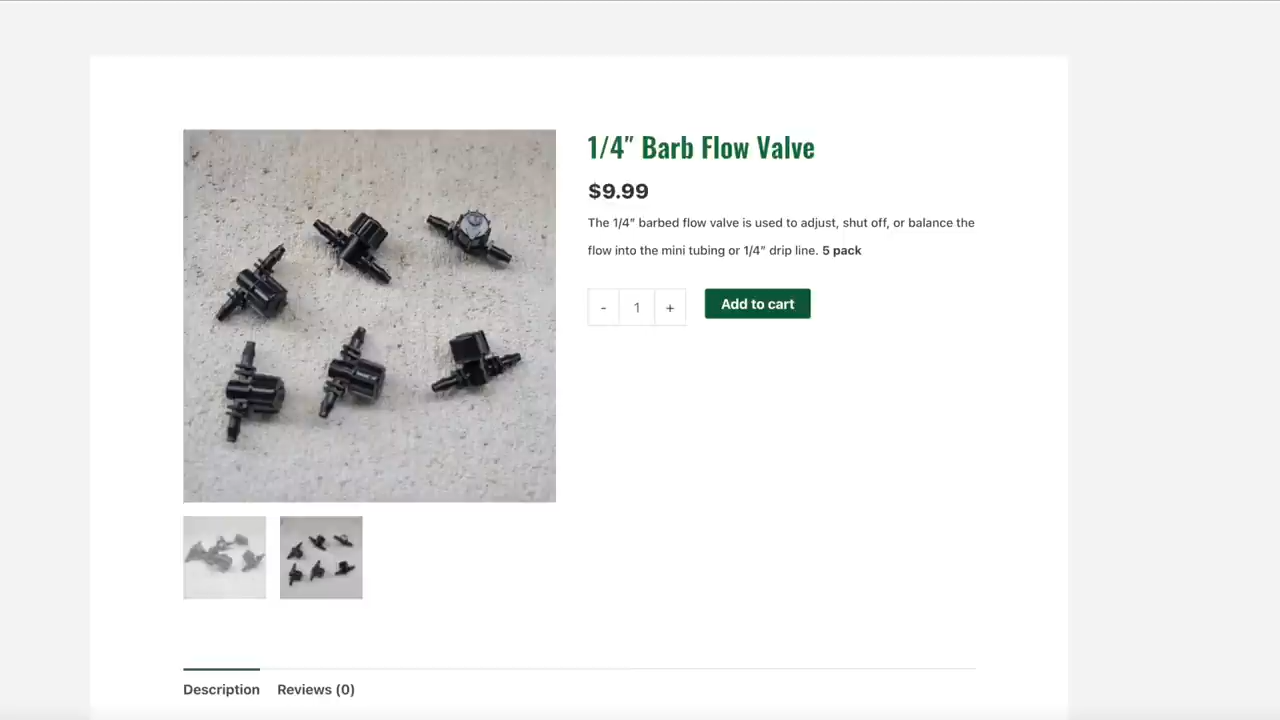 1/4″ Barb Flow Valve
$9.99
The 1/4″ barbed flow valve is used to adjust, shut off, or balance the
flow into the mini tubing or 1/4″ drip line. 5 pack
- 1 + Add to cart
Description Reviews (0)